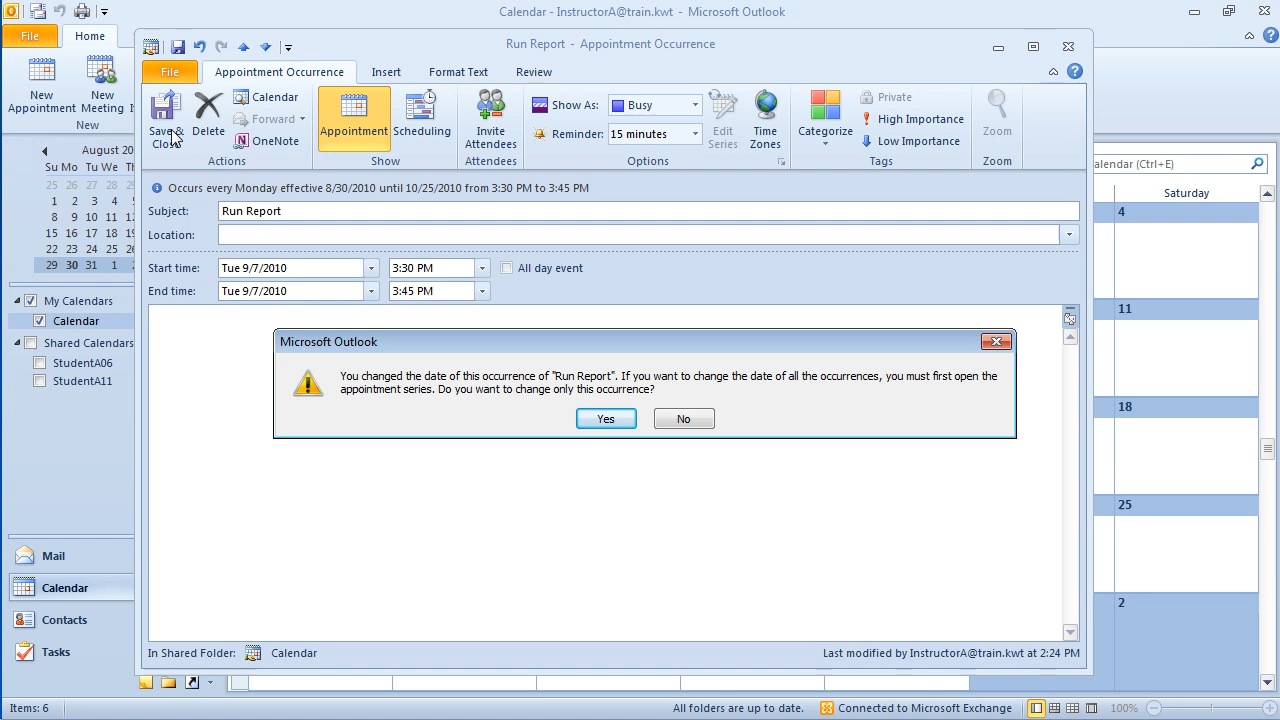 Calendar - InstructorA@train.kwt - Microsoft Outlook
File
Home
New Appointment
New Meeting
New
Run Report - Appointment Occurrence
File
Appointment Occurrence
Insert
Format Text
Review
Save & Close
Delete
Calendar
Forward
OneNote
Actions
Appointment
Scheduling
Show
Invite Attendees
Attendees
Show As:
Busy
Reminder:
15 minutes
Edit Series
Time Zones
Options
Categorize
Private
High Importance
Low Importance
Tags
Zoom
Zoom
August 20
Su Mo Tu We Th
25 26 27 28 29
1 2 3 4 5
8 9 10 11 12
15 16 17 18 19
22 23 24 25 26
29 30 31 1 2
My Calendars
Calendar
Shared Calendars
StudentA06
StudentA11
Mail
Calendar
Contacts
Tasks
Occurs every Monday effective 8/30/2010 until 10/25/2010 from 3:30 PM to 3:45 PM
Subject:
Run Report
Location:
Start time:
Tue 9/7/2010
3:30 PM
All day event
End time:
Tue 9/7/2010
3:45 PM
Microsoft Outlook
You changed the date of this occurrence of "Run Report". If you want to change the date of all the occurrences, you must first open the
appointment series. Do you want to change only this occurrence?
Yes
No
In Shared Folder:
Calendar
Last modified by InstructorA@train.kwt at 2:24 PM
alendar (Ctrl+E)
Saturday
4
11
18
25
2
Items: 6
All folders are up to date.
Connected to Microsoft Exchange
100%